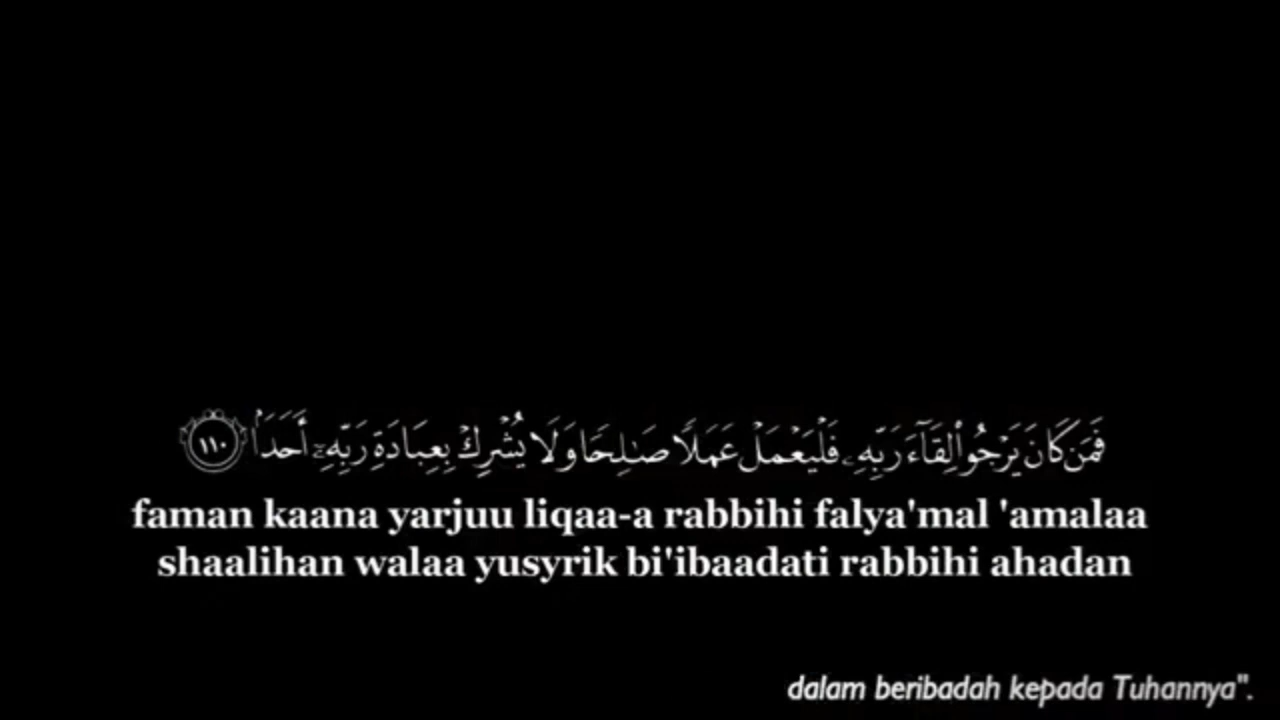 فَمَن كَانَ يَرْجُوا۟ لِقَآءَ رَبِّهِۦ فَلْيَعْمَلْ عَمَلًا صَـٰلِحًا وَلَا يُشْرِكْ بِعِبَادَةِ رَبِّهِۦٓ أَحَدَۢا ١١٠
faman kaana yarjuu liqaa-a rabbihi falya'mal 'amalaa
shaalihan walaa yusyrik bi'ibaadati rabbihi ahadan
dalam beribadah kepada Tuhannya".